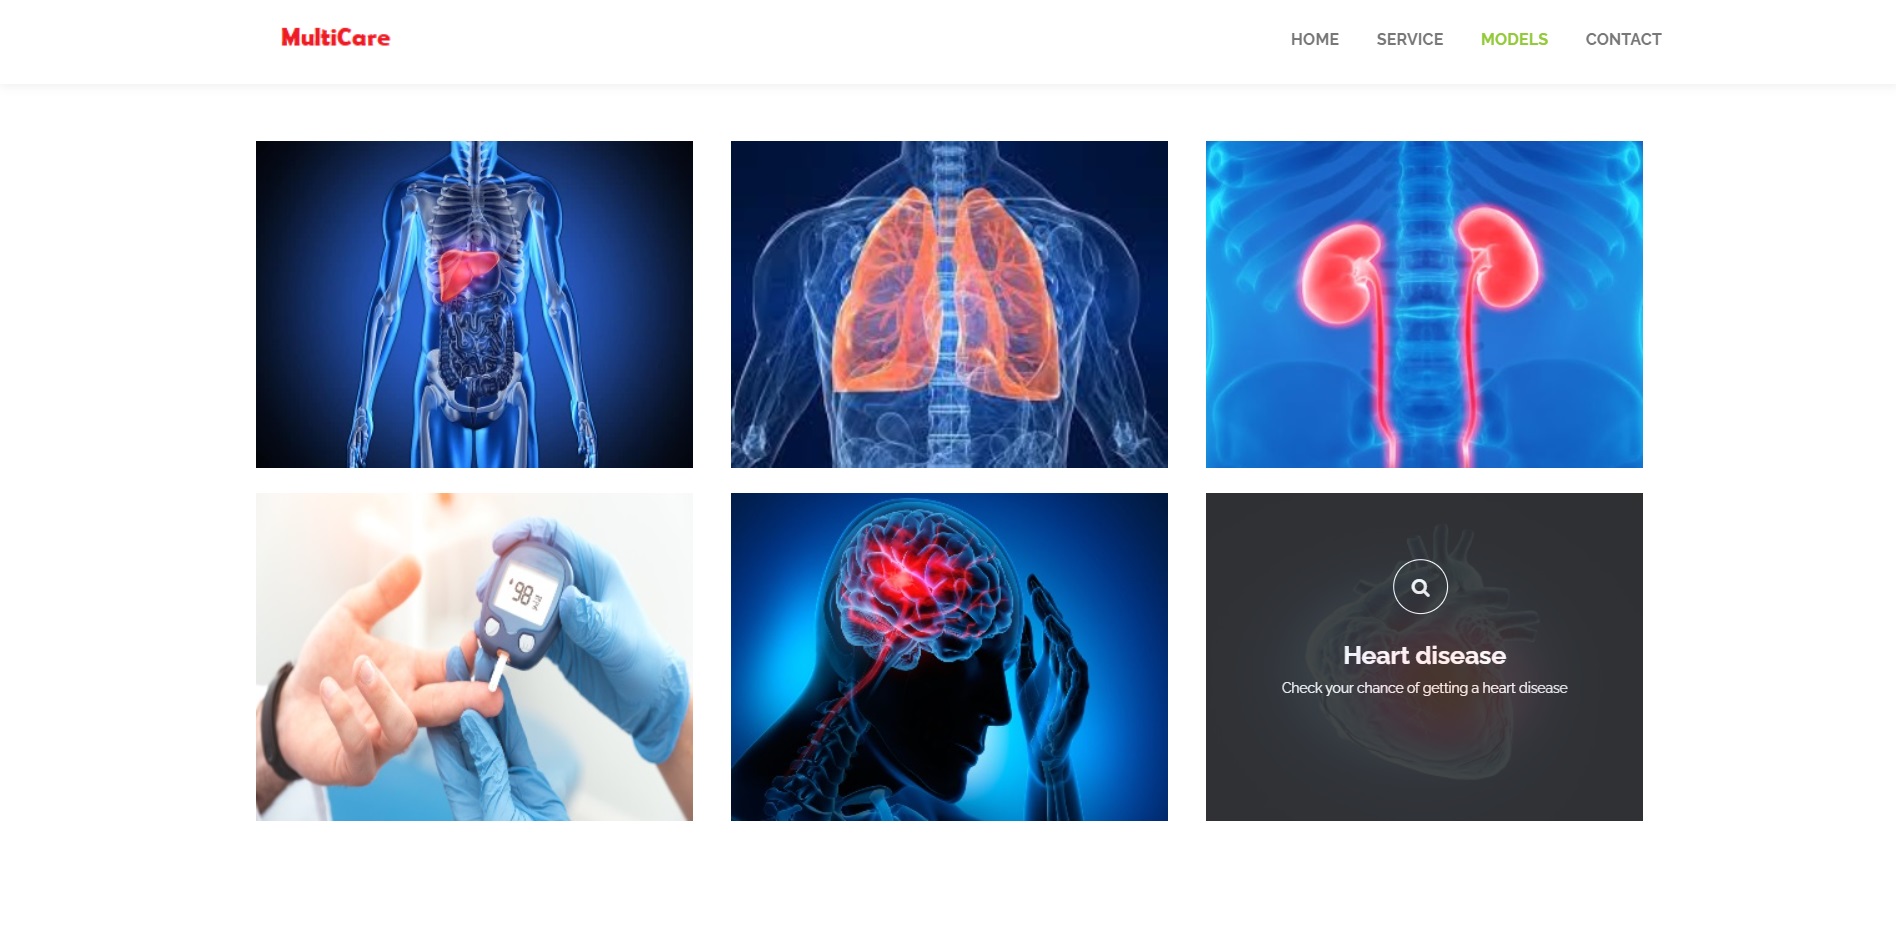 MultiCare
HOME SERVICE MODELS CONTACT
98
Heart disease
Check your chance of getting a heart disease